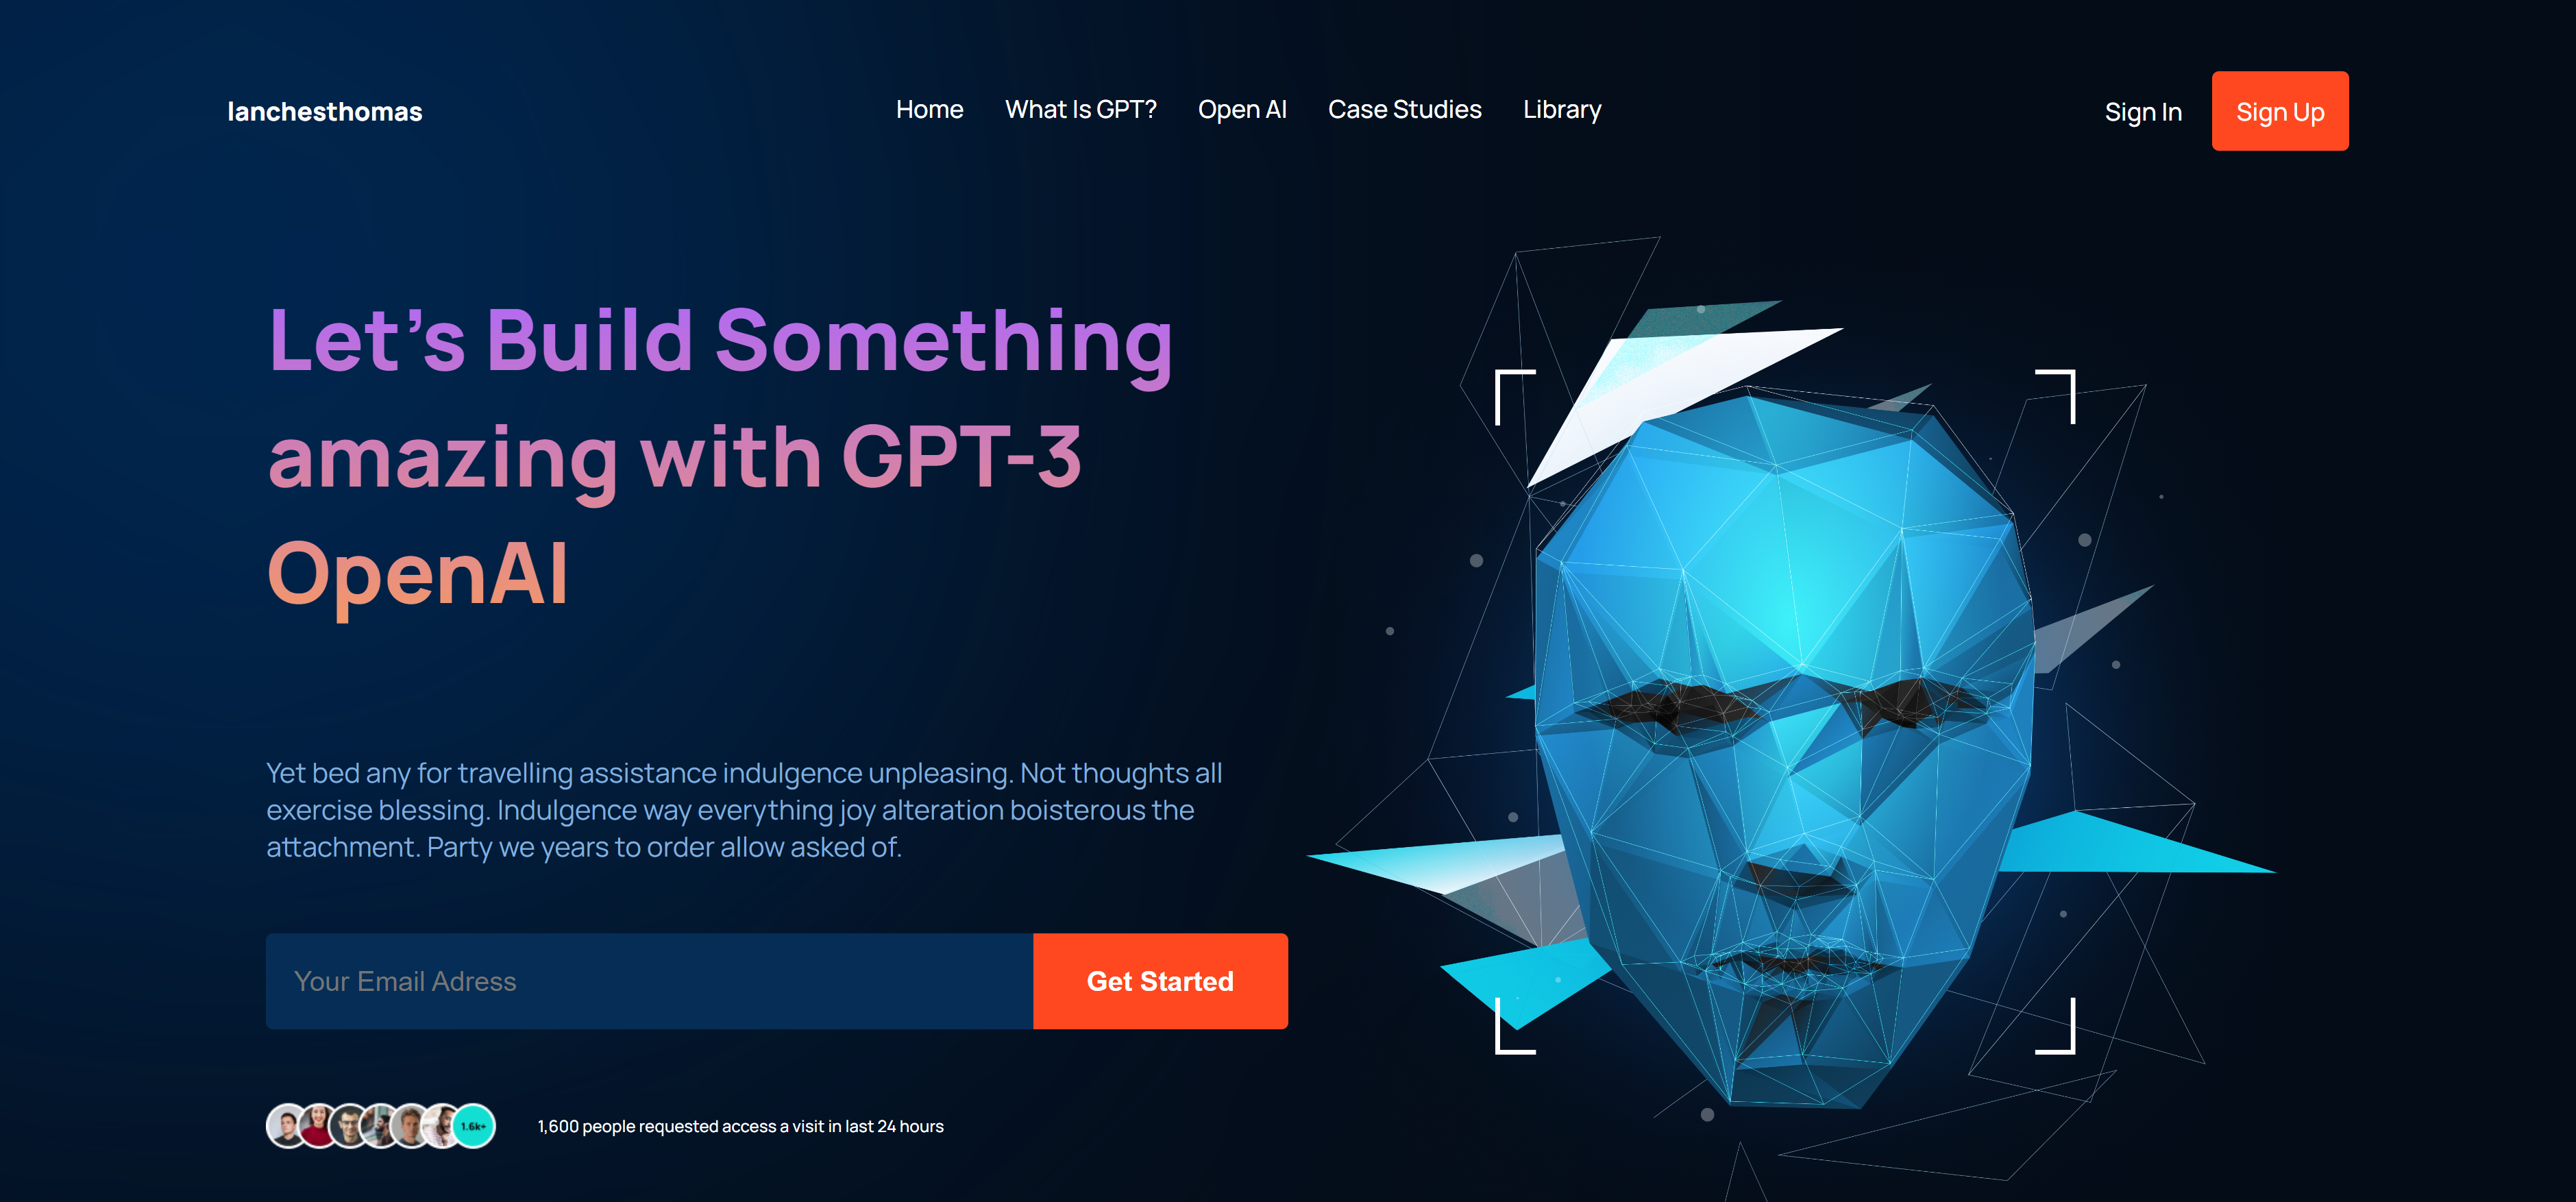 lanchesthomas
Home What Is GPT? Open AI Case Studies Library
Sign In Sign Up
Let’s Build Something
amazing with GPT-3
OpenAI
Yet bed any for travelling assistance indulgence unpleasing. Not thoughts all
exercise blessing. Indulgence way everything joy alteration boisterous the
attachment. Party we years to order allow asked of.
Your Email Adress Get Started
1.6k+ 1,600 people requested access a visit in last 24 hours